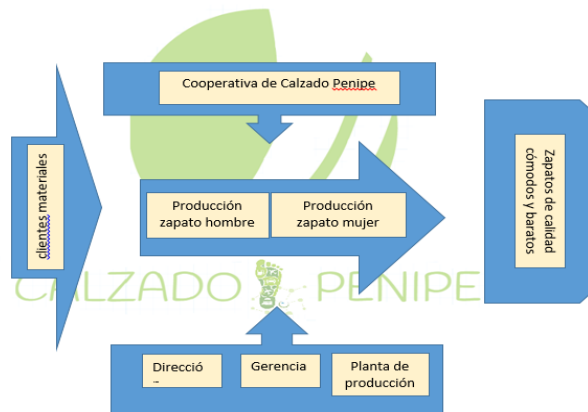 Cooperativa de Calzado Penipe
clientes materiales
Producción
zapato hombre
Producción
zapato mujer
Zapatos de calidad
cómodos y baratos
CALZADO PENIPE
Direcció
Gerencia
Planta de
producción